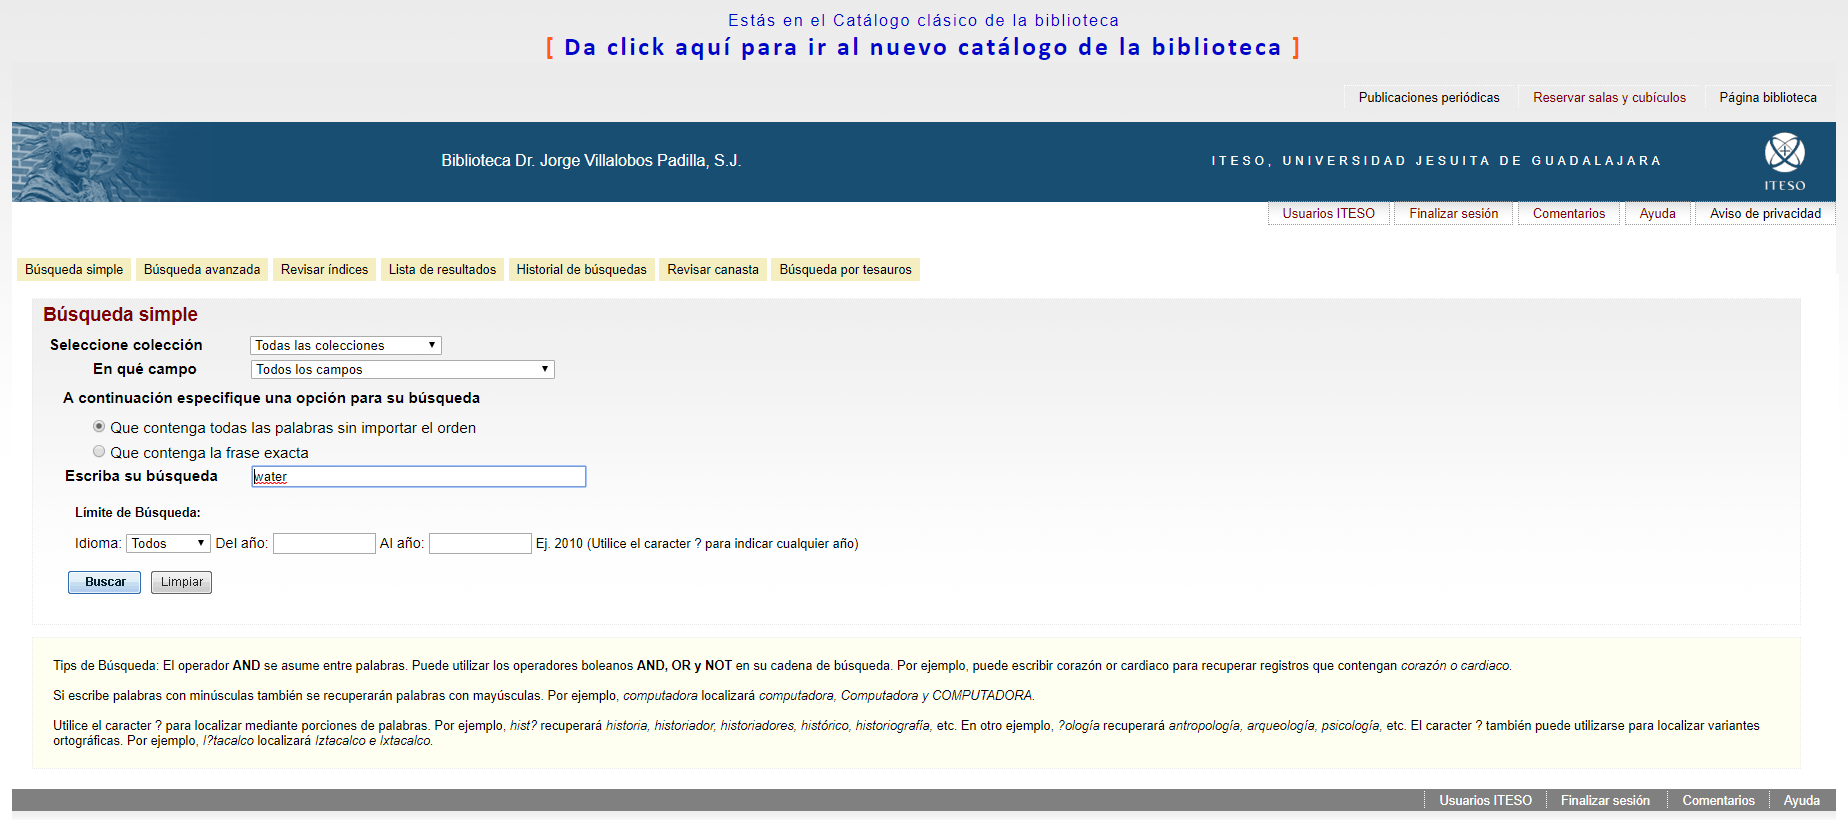 Estás en el Catálogo clásico de la biblioteca
[ Da click aquí para ir al nuevo catálogo de la biblioteca ]
Publicaciones periódicas Reservar salas y cubículos Página biblioteca
Biblioteca Dr. Jorge Villalobos Padilla, S.J. ITESO, UNIVERSIDAD JESUITA DE GUADALAJARA
ITESO
Usuarios ITESO Finalizar sesión Comentarios Ayuda Aviso de privacidad
Búsqueda simple Búsqueda avanzada Revisar índices Lista de resultados Historial de búsquedas Revisar canasta Búsqueda por tesauros
Búsqueda simple
Seleccione colección Todas las colecciones
En qué campo Todos los campos
A continuación especifique una opción para su búsqueda
Que contenga todas las palabras sin importar el orden
Que contenga la frase exacta
Escriba su búsqueda water
Límite de Búsqueda:
Idioma: Todos Del año: Al año: Ej. 2010 (Utilice el caracter ? para indicar cualquier año)
Buscar Limpiar
Tips de Búsqueda: El operador AND se asume entre palabras. Puede utilizar los operadores boleanos AND, OR y NOT en su cadena de búsqueda. Por ejemplo, puede escribir corazón or cardiaco para recuperar registros que contengan corazón o cardiaco.
Si escribe palabras con minúsculas también se recuperarán palabras con mayúsculas. Por ejemplo, computadora localizará computadora, Computadora y COMPUTADORA.
Utilice el caracter ? para localizar mediante porciones de palabras. Por ejemplo, hist? recuperará historia, historiador, historiadores, histórico, historiografía, etc. En otro ejemplo, ?ología recuperará antropología, arqueología, psicología, etc. El caracter ? también puede utilizarse para localizar variantes
ortográficas. Por ejemplo, I?tacalco localizará Iztacalco e Ixtacalco.
Usuarios ITESO Finalizar sesión Comentarios Ayuda